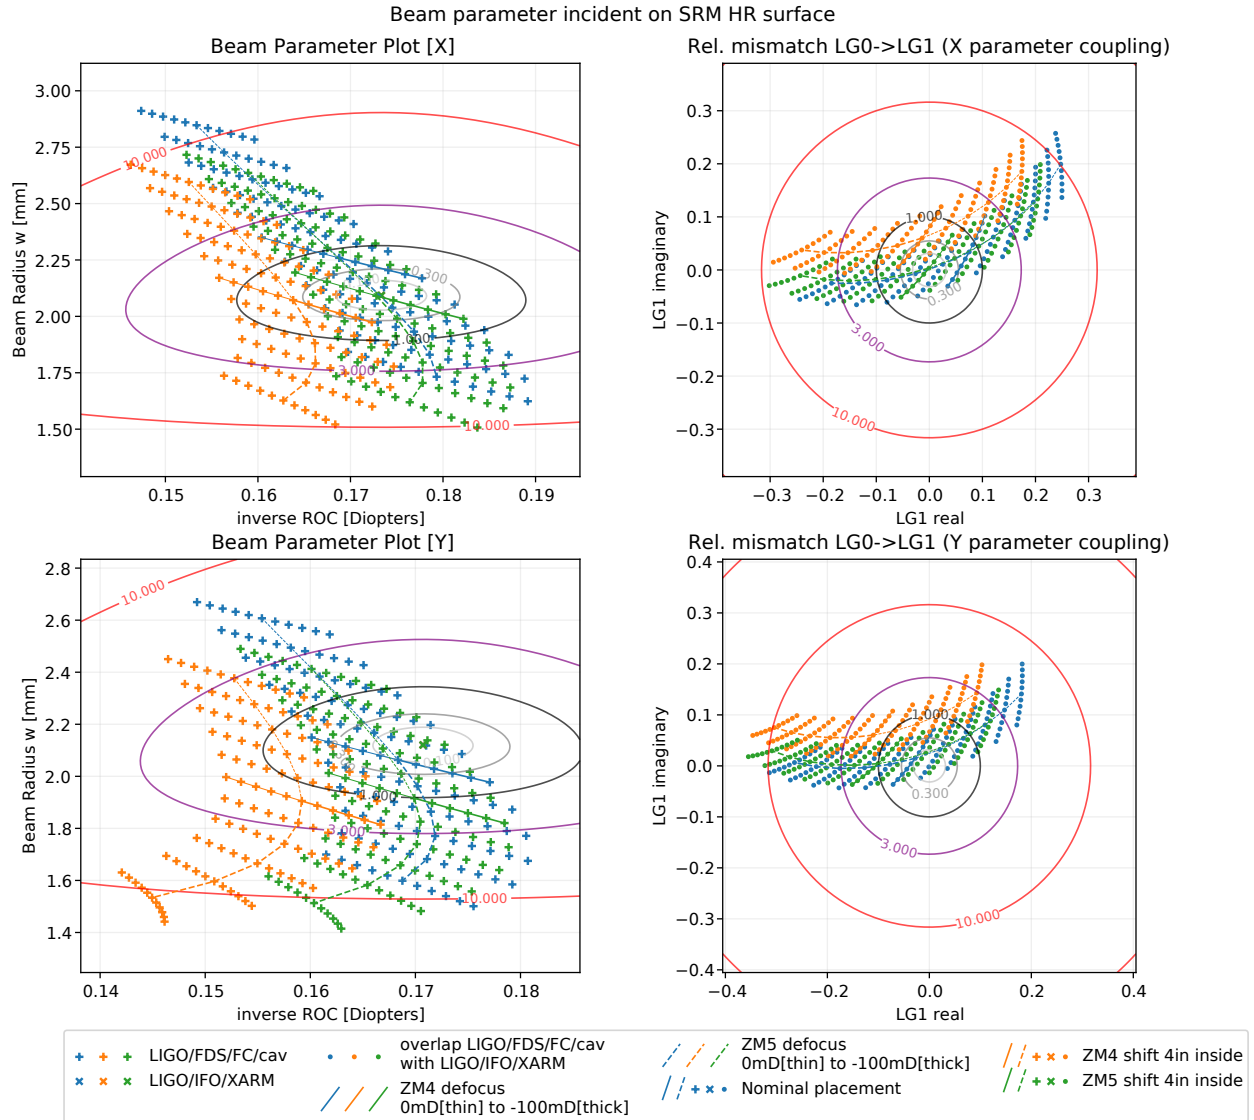 Beam parameter incident on SRM HR surface
Beam Parameter Plot [X]
Beam Radius w [mm]
3.00
2.75
2.50
2.25
2.00
1.75
1.50
10.000
0.300
1.000
3.000
10.000
0.15
0.16
0.17
0.18
0.19
inverse ROC [Diopters]
Rel. mismatch LG0->LG1 (X parameter coupling)
LG1 imaginary
0.3
0.2
0.1
0.0
−0.1
−0.2
−0.3
1.000
0.300
3.000
10.000
−0.3
−0.2
−0.1
0.0
0.1
0.2
0.3
LG1 real
Beam Parameter Plot [Y]
Beam Radius w [mm]
2.8
2.6
2.4
2.2
2.0
1.8
1.6
1.4
10.000
1.000
3.000
10.000
0.14
0.15
0.16
0.17
0.18
inverse ROC [Diopters]
Rel. mismatch LG0->LG1 (Y parameter coupling)
LG1 imaginary
0.4
0.3
0.2
0.1
0.0
−0.1
−0.2
−0.3
−0.4
1.000
0.300
3.000
10.000
−0.4
−0.2
0.0
0.2
0.4
LG1 real
LIGO/FDS/FC/cav
LIGO/IFO/XARM
overlap LIGO/FDS/FC/cav
with LIGO/IFO/XARM
ZM4 defocus
0mD[thin] to -100mD[thick]
ZM5 defocus
0mD[thin] to -100mD[thick]
Nominal placement
ZM4 shift 4in inside
ZM5 shift 4in inside